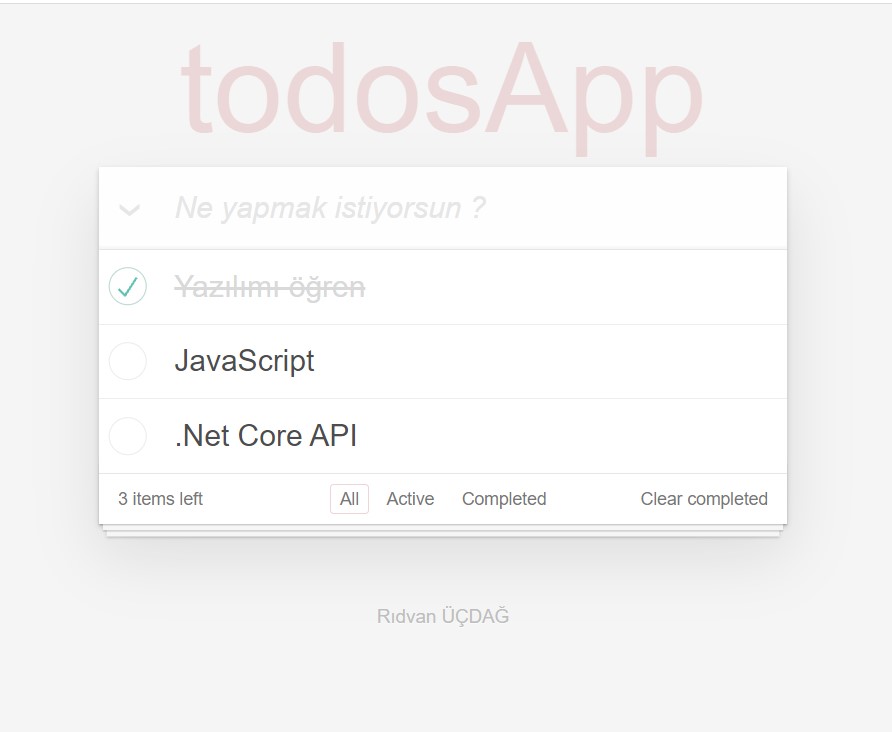 todosApp
Ne yapmak istiyorsun ?
Yazılımı öğren
JavaScript
.Net Core API
3 items left All Active Completed Clear completed
Rıdvan ÜÇDAĞ